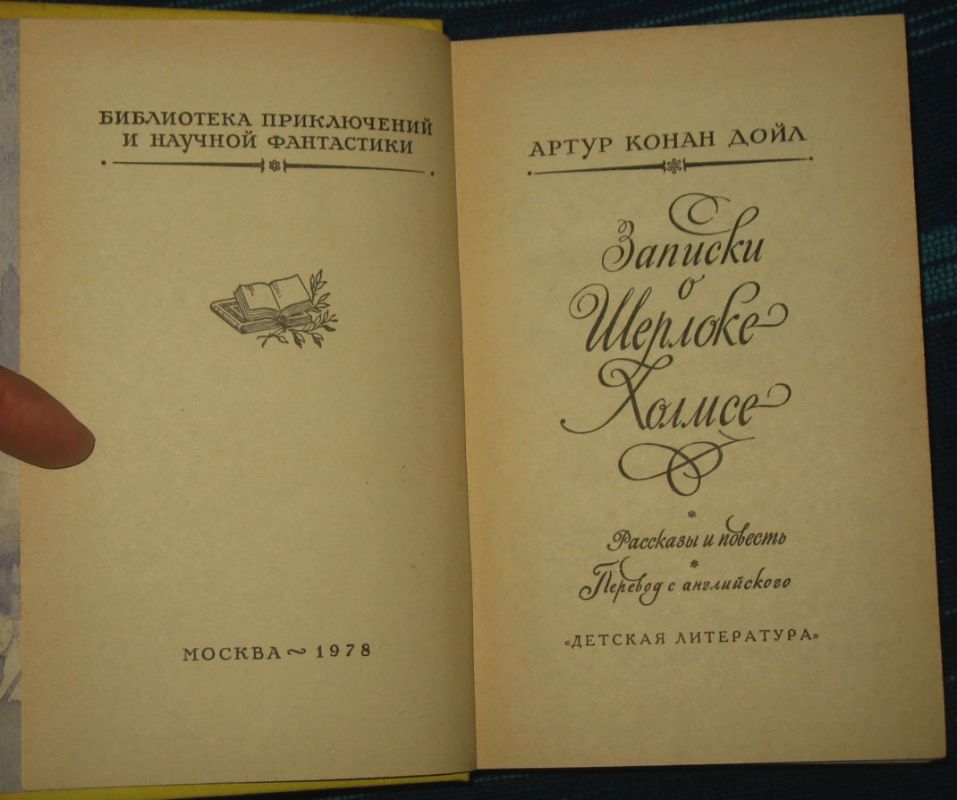 БИБЛИОТЕКА ПРИКЛЮЧЕНИЙ
И НАУЧНОЙ ФАНТАСТИКИ
МОСКВА ~ 1978
АРТУР КОНАН ДОЙЛ
Записки
о
Шерлоке
Холмсе
*
Рассказы и повесть
*
Перевод с английского
«ДЕТСКАЯ ЛИТЕРАТУРА»